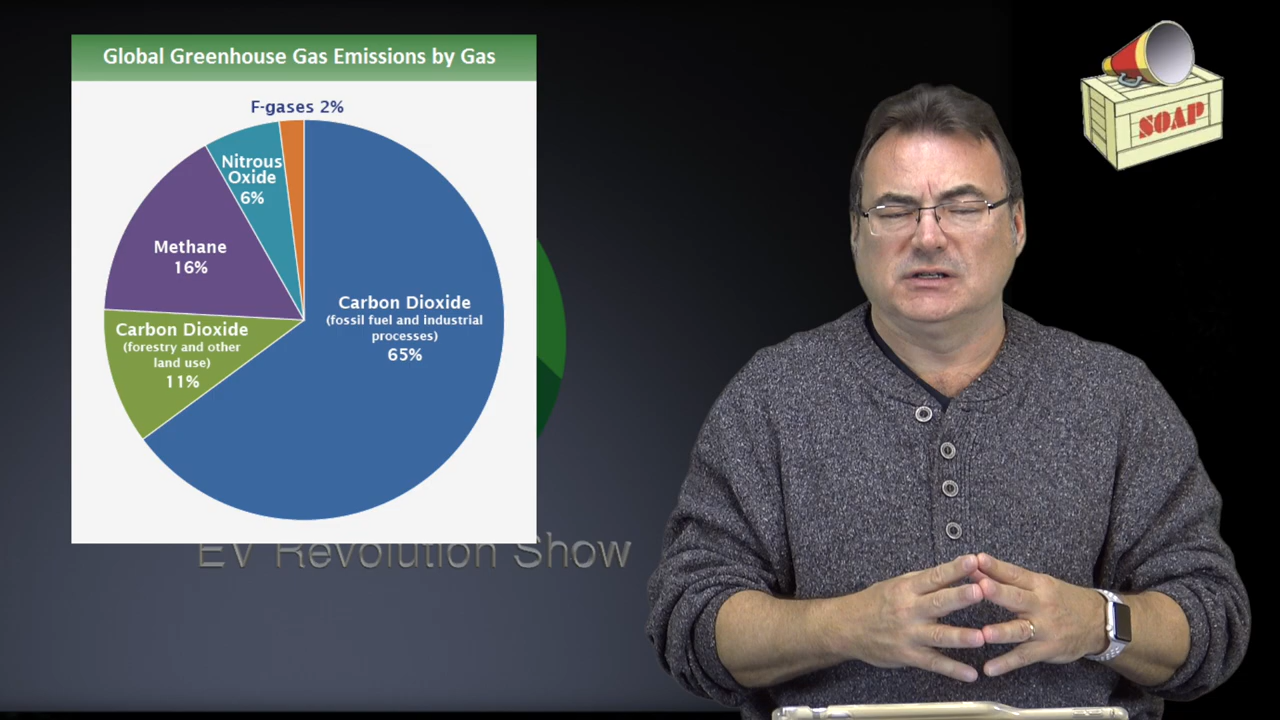 Global Greenhouse Gas Emissions by Gas
F-gases 2%
Nitrous
Oxide
6%
Methane
16%
Carbon Dioxide
(fossil fuel and industrial
processes)
65%
Carbon Dioxide
(forestry and other
land use)
11%
SOAP
EV Revolution Show